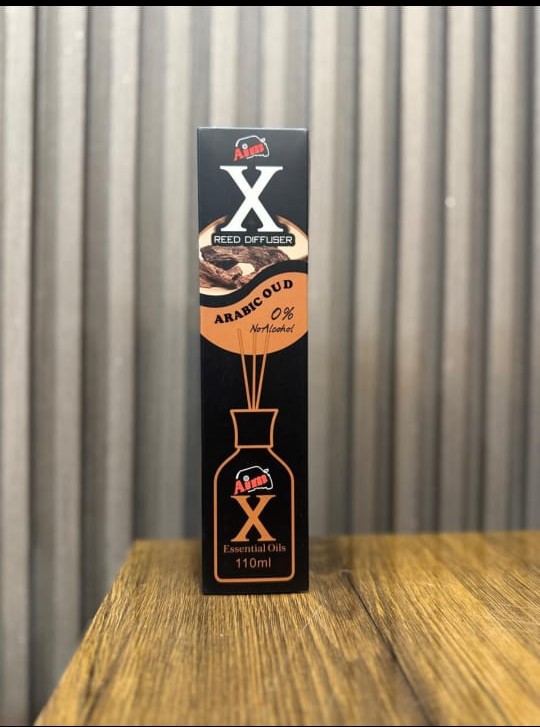 Aim
X
REED DIFFUSER
ARABIC OUD
0%
No Alcohol
Aim
X
Essential Oils
110ml